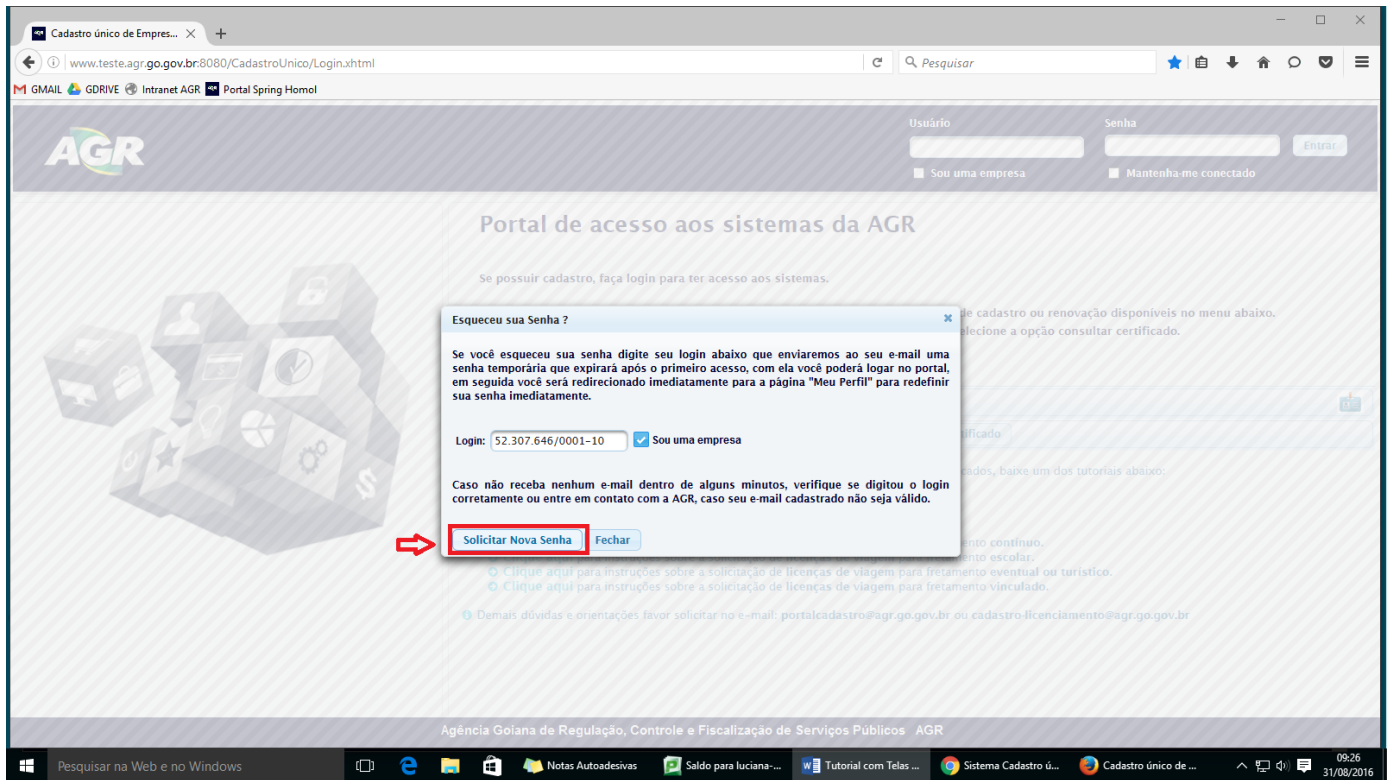 Cadastro único de Empres...
www.teste.agr.go.gov.br:8080/CadastroUnico/Login.xhtml
Pesquisar
GMAIL GDRIVE Intranet AGR Portal Spring Homol
AGR
Usuário Senha
Entrar
Sou uma empresa Mantenha-me conectado
Portal de acesso aos sistemas da AGR
Se possuir cadastro, faça login para ter acesso aos sistemas.
de cadastro ou renovação disponíveis no menu abaixo.
elecione a opção consultar certificado.
Esqueceu sua Senha ?
Se você esqueceu sua senha digite seu login abaixo que enviaremos ao seu e-mail uma
senha temporária que expirará após o primeiro acesso, com ela você poderá logar no portal,
em seguida você será redirecionado imediatamente para a página "Meu Perfil" para redefinir
sua senha imediatamente.
Login: 52.307.646/0001-10 Sou uma empresa
tificado
cados, baixe um dos tutoriais abaixo:
Caso não receba nenhum e-mail dentro de alguns minutos, verifique se digitou o login
corretamente ou entre em contato com a AGR, caso seu e-mail cadastrado não seja válido.
Solicitar Nova Senha Fechar
ento contínuo.
ento escolar.
Clique aqui para instruções sobre a solicitação de licenças de viagem para fretamento eventual ou turístico.
Clique aqui para instruções sobre a solicitação de licenças de viagem para fretamento vinculado.
Demais dúvidas e orientações favor solicitar no e-mail: portalcadastro@agr.go.gov.br ou cadastro-licenciamento@agr.go.gov.br
Agência Goiana de Regulação, Controle e Fiscalização de Serviços Públicos AGR
Pesquisar na Web e no Windows
Notas Autoadesivas
Saldo para luciana-...
Tutorial com Telas ...
Sistema Cadastro ú...
Cadastro único de ...
09:26
31/08/2016